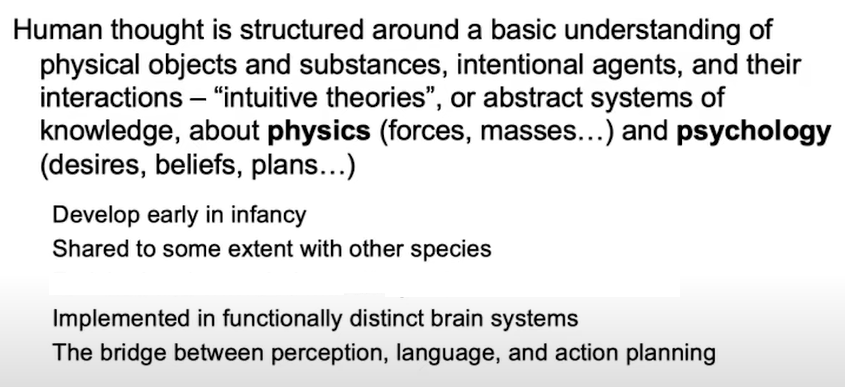 Human thought is structured around a basic understanding of
physical objects and substances, intentional agents, and their
interactions – “intuitive theories”, or abstract systems of
knowledge, about physics (forces, masses…) and psychology
(desires, beliefs, plans…)
Develop early in infancy
Shared to some extent with other species
Implemented in functionally distinct brain systems
The bridge between perception, language, and action planning